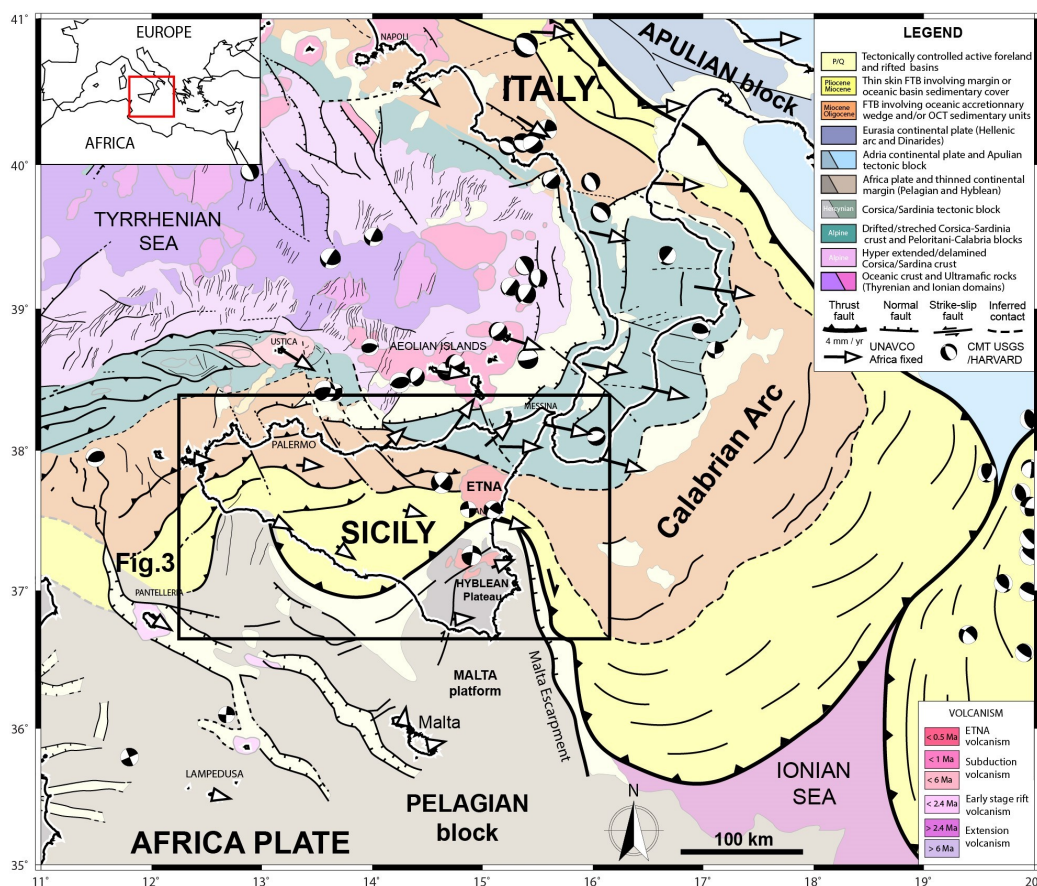 EUROPE
AFRICA
41°
40°
39°
38°
37°
36°
35°
11°
12°
13°
14°
15°
16°
17°
18°
19°
20
NAPOLI
ITALY
APULIAN block
TYRRHENIAN
SEA
USTICA
AEOLIAN ISLANDS
MESSINA
PALERMO
ETNA
SICILY
Calabrian Arc
Fig.3
PANTELLERIA
HYBLEAN
Plateau
MALTA
platform
Malta Escarpment
Malta
LAMPEDUSA
PELAGIAN
block
AFRICA PLATE
IONIAN
SEA
N
100 km
LEGEND
P/Q
Tectonically controlled active foreland
and rifted basins
Pliocene
Miocene
Thin skin FTB involving margin or
oceanic basin sedimentary cover
Miocene
Oligocene
FTB involving oceanic accretionnary
wedge and/or OCT sedimentary units
Eurasia continental plate (Hellenic
arc and Dinarides)
Adria continental plate and Apulian
tectonic block
Africa plate and thinned continental
margin (Pelagian and Hyblean)
Hercynian
Corsica/Sardinia tectonic block
Alpine
Drifted/streched Corsica-Sardinia
crust and Peloritani-Calabria blocks
Alpine
Hyper extended/delamined
Corsica/Sardina crust
Oceanic crust and Ultramafic rocks
(Thyrenian and Ionian domains)
Thrust
fault
Normal
fault
Strike-slip
fault
Inferred
contact
4 mm / yr
UNAVCO
Africa fixed
CMT USGS
/HARVARD
VOLCANISM
< 0.5 Ma
ETNA
volcanism
< 1 Ma
< 6 Ma
Subduction
volcanism
< 2.4 Ma
Early stage rift
volcanism
> 2.4 Ma
> 6 Ma
Extension
volcanism